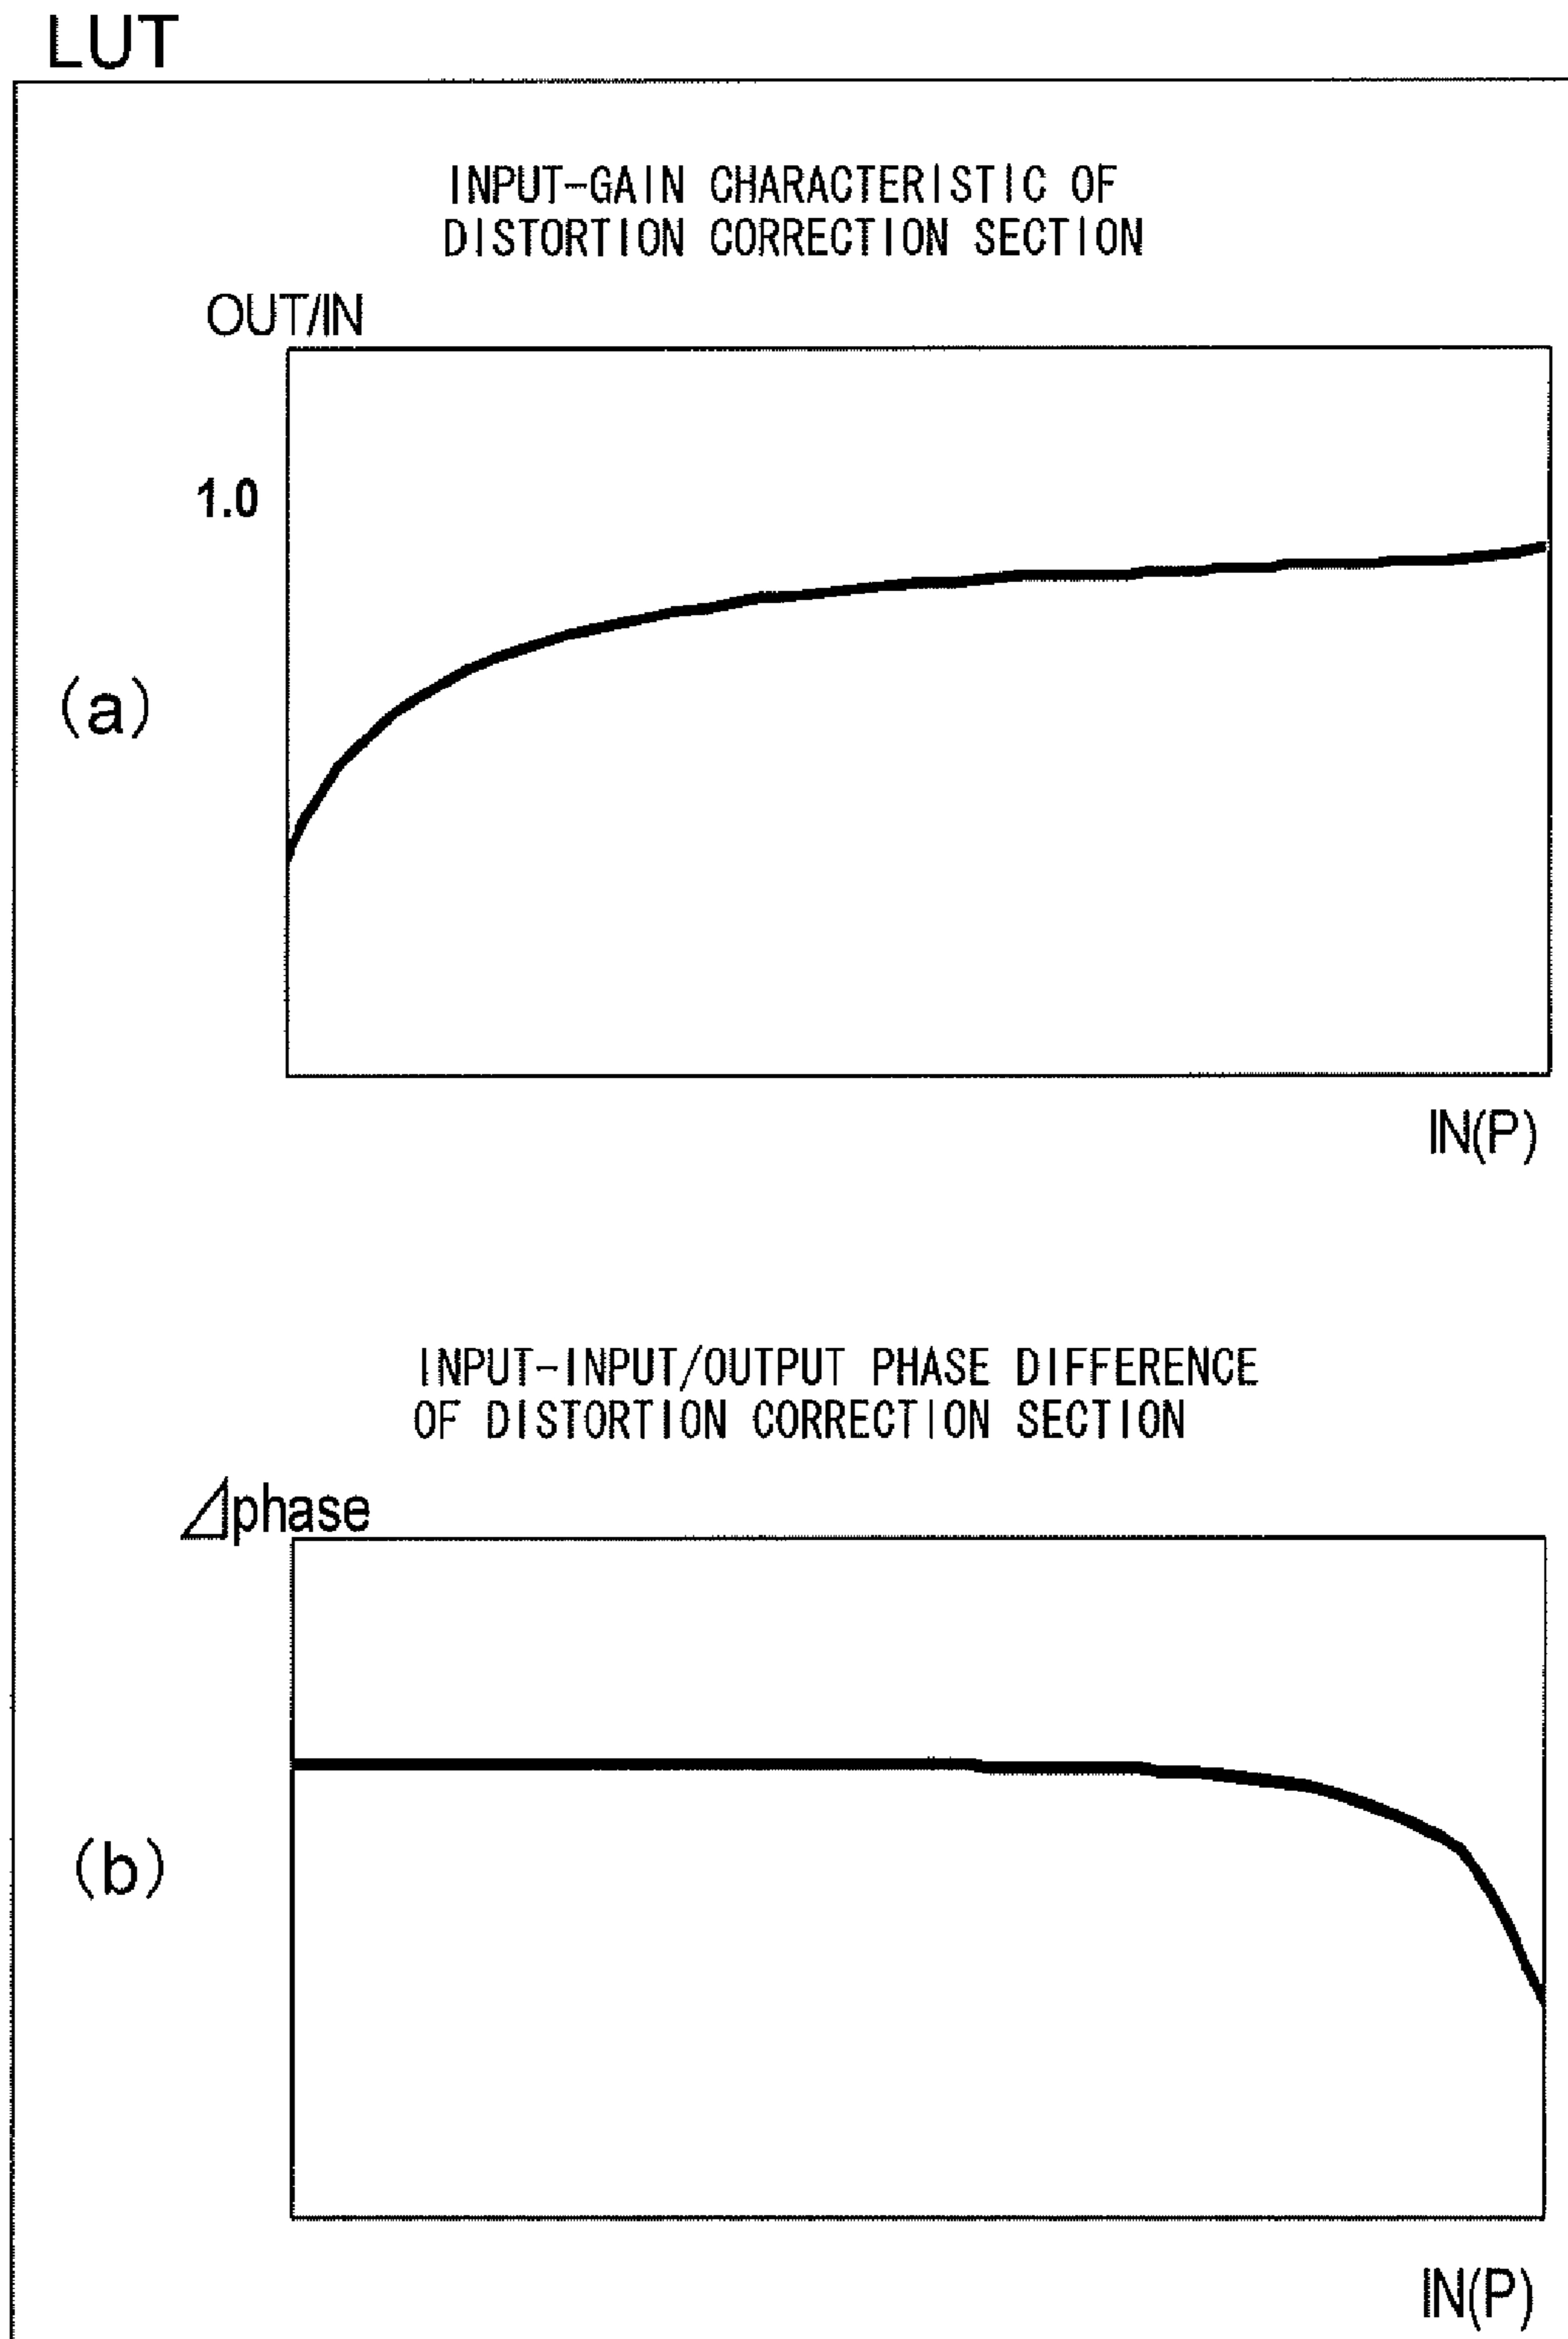 LUT
INPUT-GAIN CHARACTERISTIC OF
DISTORTION CORRECTION SECTION
OUT/IN
1.0
(a)
IN(P)
INPUT-INPUT/OUTPUT PHASE DIFFERENCE
OF DISTORTION CORRECTION SECTION
⊿phase
(b)
IN(P)